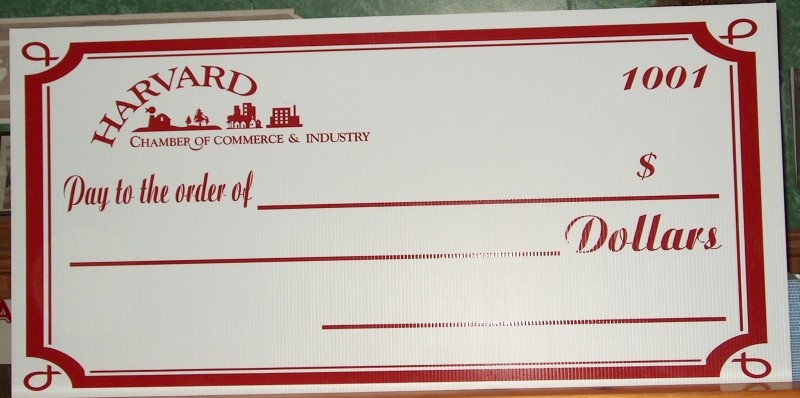 HARVARD
CHAMBER OF COMMERCE & INDUSTRY
1001
$
Pay to the order of
Dollars